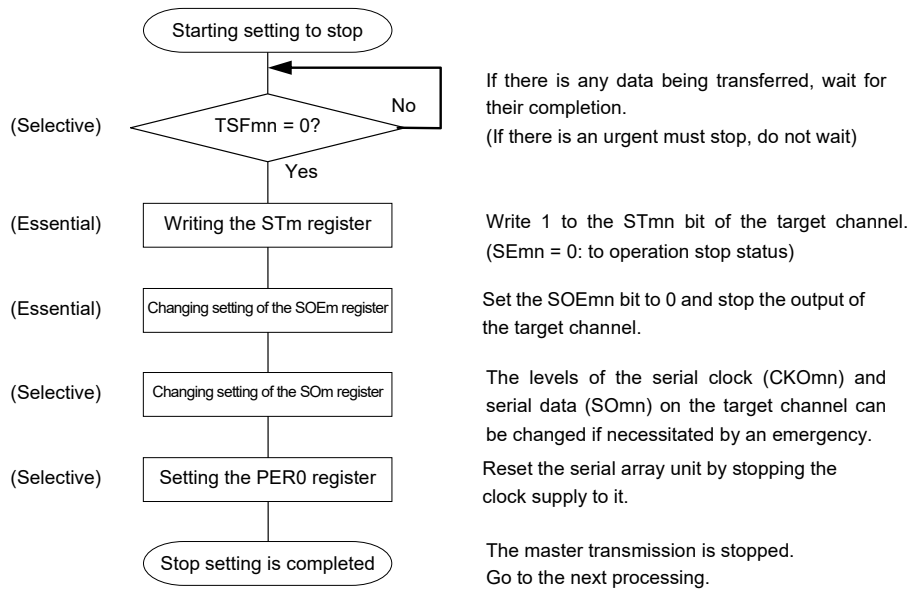 Starting setting to stop
If there is any data being transferred, wait for
their completion.
(If there is an urgent must stop, do not wait)
No
(Selective)
TSFmn = 0?
Yes
(Essential)
Writing the STm register
Write 1 to the STmn bit of the target channel.
(SEmn = 0: to operation stop status)
(Essential)
Changing setting of the SOEm register
Set the SOEmn bit to 0 and stop the output of
the target channel.
(Selective)
Changing setting of the SOm register
The levels of the serial clock (CKOmn) and
serial data (SOmn) on the target channel can
be changed if necessitated by an emergency.
(Selective)
Setting the PER0 register
Reset the serial array unit by stopping the
clock supply to it.
Stop setting is completed
The master transmission is stopped.
Go to the next processing.